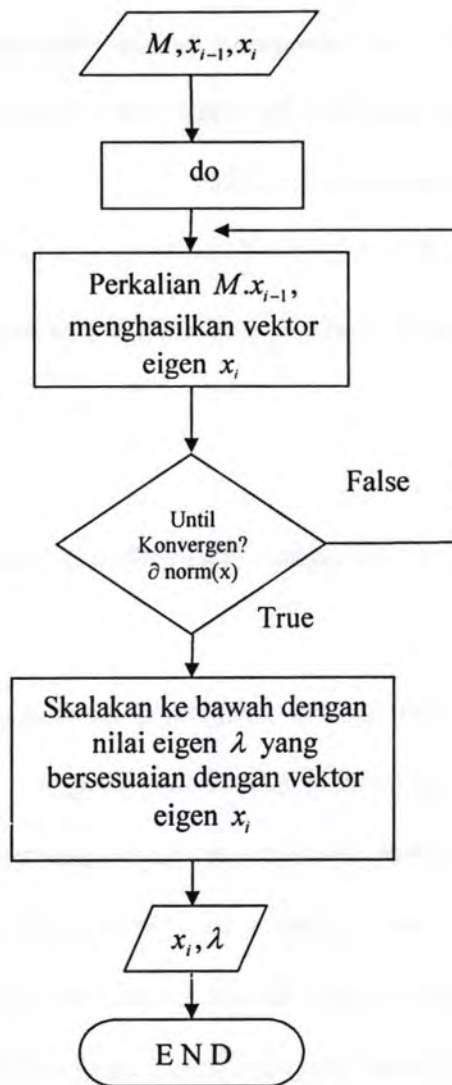 M, x_{i-1}, x_i
do
Perkalian M.x_{i-1},
menghasilkan vektor
eigen x_i
False
Until
Konvergen?
∂ norm(x)
True
Skalakan ke bawah dengan
nilai eigen λ yang
bersesuaian dengan vektor
eigen x_i
x_i, λ
E N D